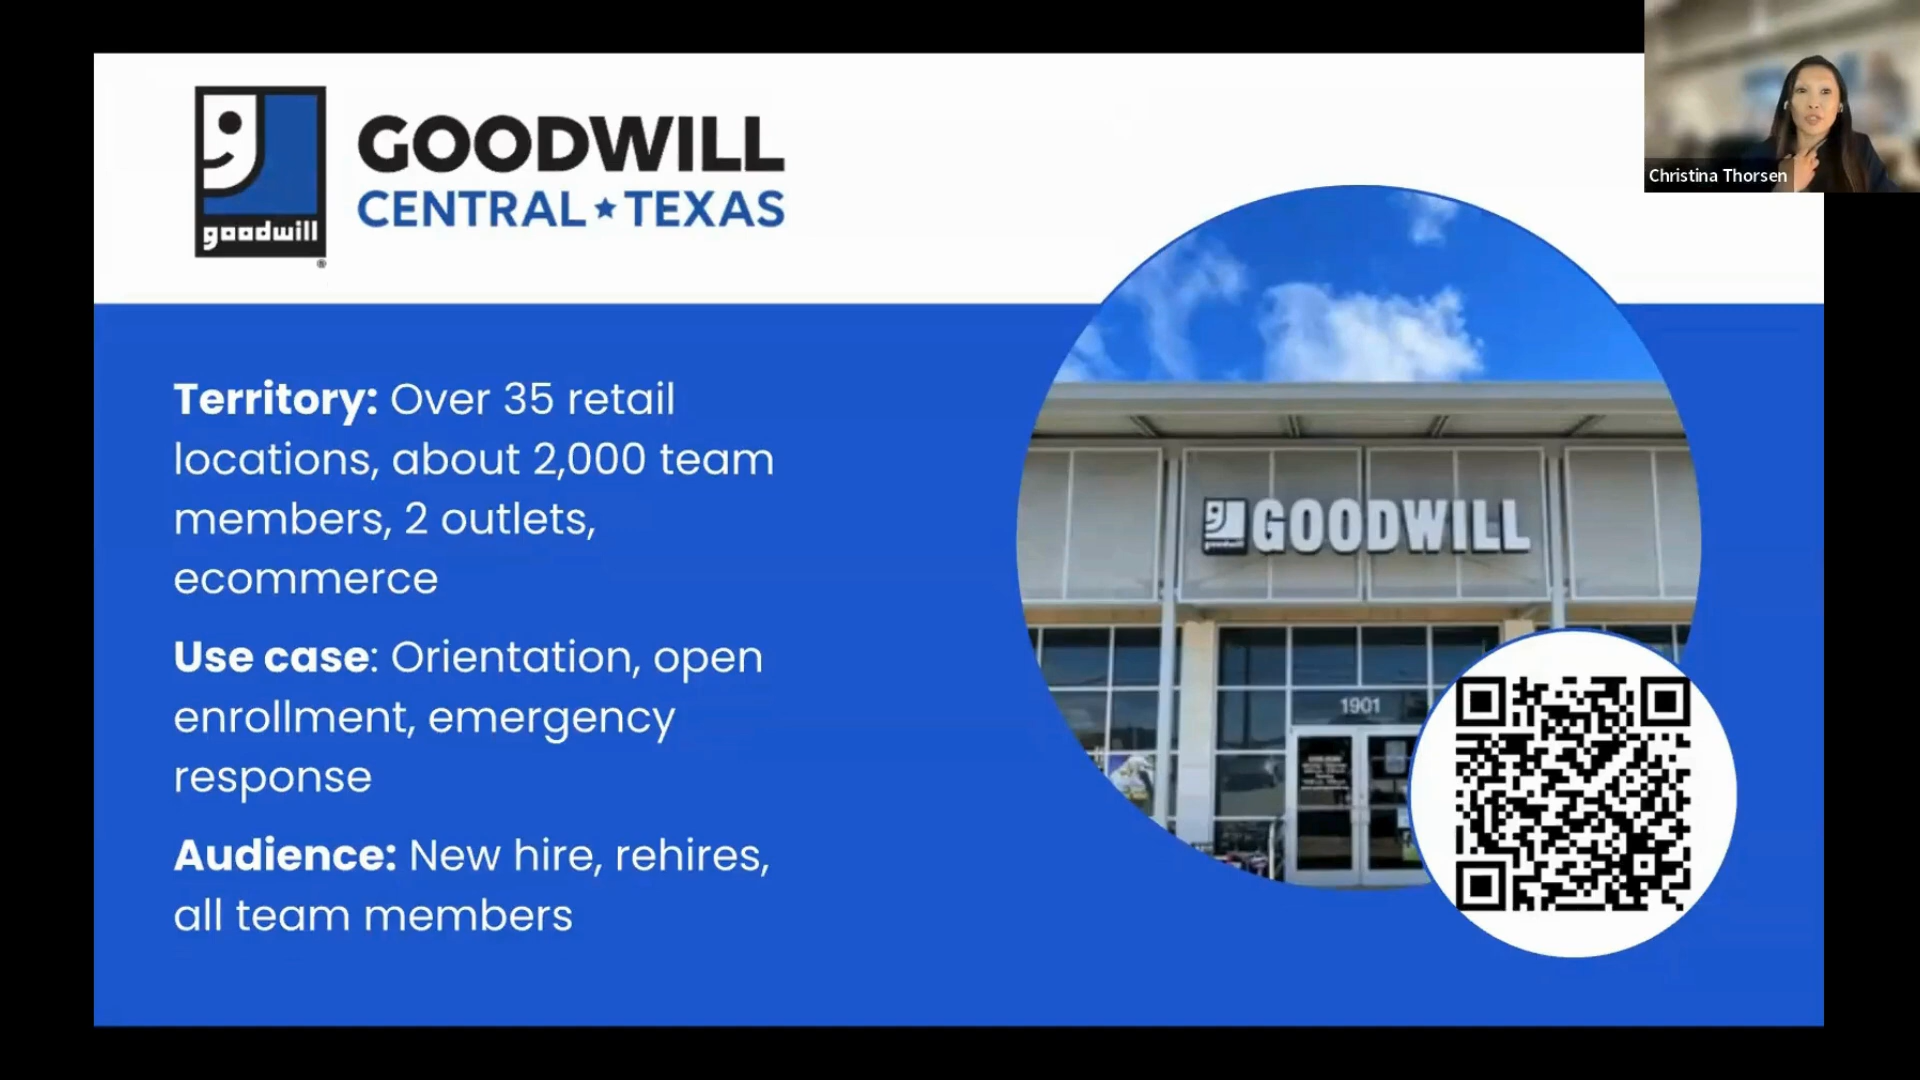 GOODWILL
CENTRAL★TEXAS
goodwill
®
Christina Thorsen
Territory: Over 35 retail
locations, about 2,000 team
members, 2 outlets,
ecommerce
Use case: Orientation, open
enrollment, emergency
response
Audience: New hire, rehires,
all team members
GOODWILL
goodwill
1901